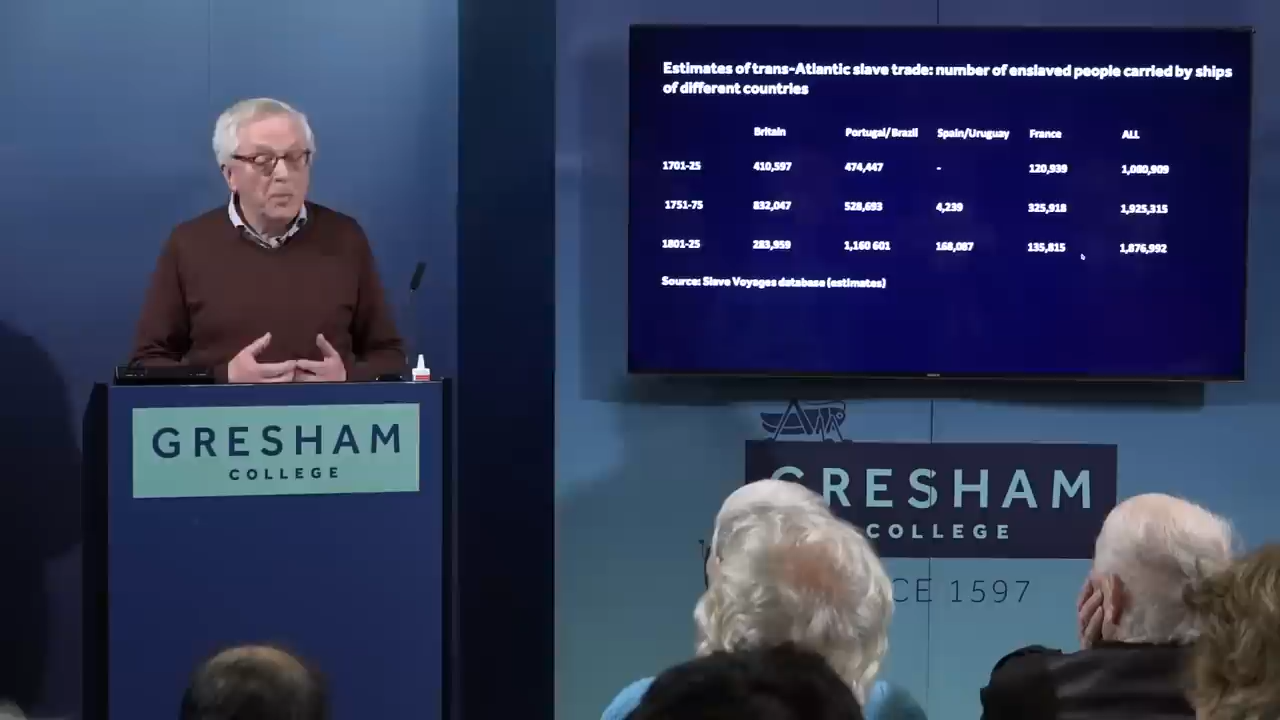 Estimates of trans-Atlantic slave trade: number of enslaved people carried by ships
of different countries
Britain Portugal/Brazil Spain/Uruguay France ALL
1701-25 410,597 474,447 - 120,939 1,080,909
1751-75 832,047 528,693 4,239 325,918 1,925,315
1801-25 283,959 1,160 601 168,087 135,815 1,876,992
Source: Slave Voyages database (estimates)
GRESHAM
COLLEGE
GRESHAM
COLLEGE
CE 1597